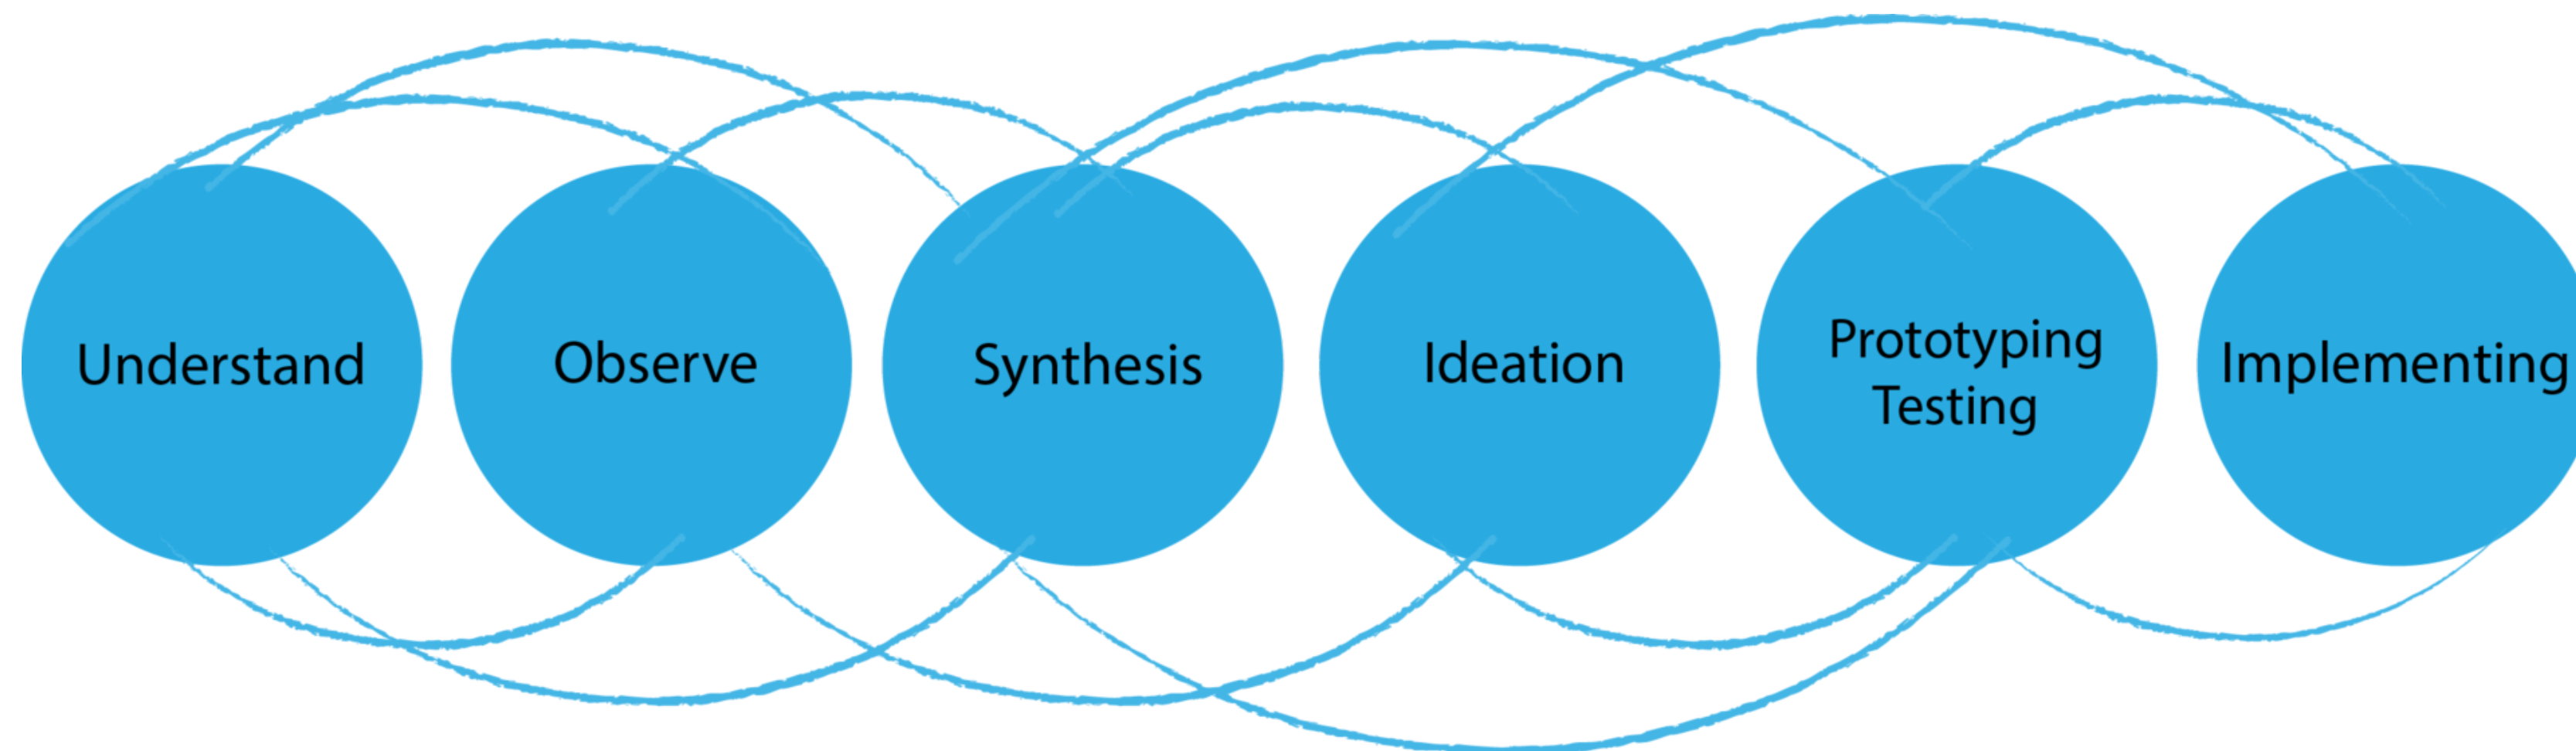 Understand
Observe
Synthesis
Ideation
Prototyping
Testing
Implementing